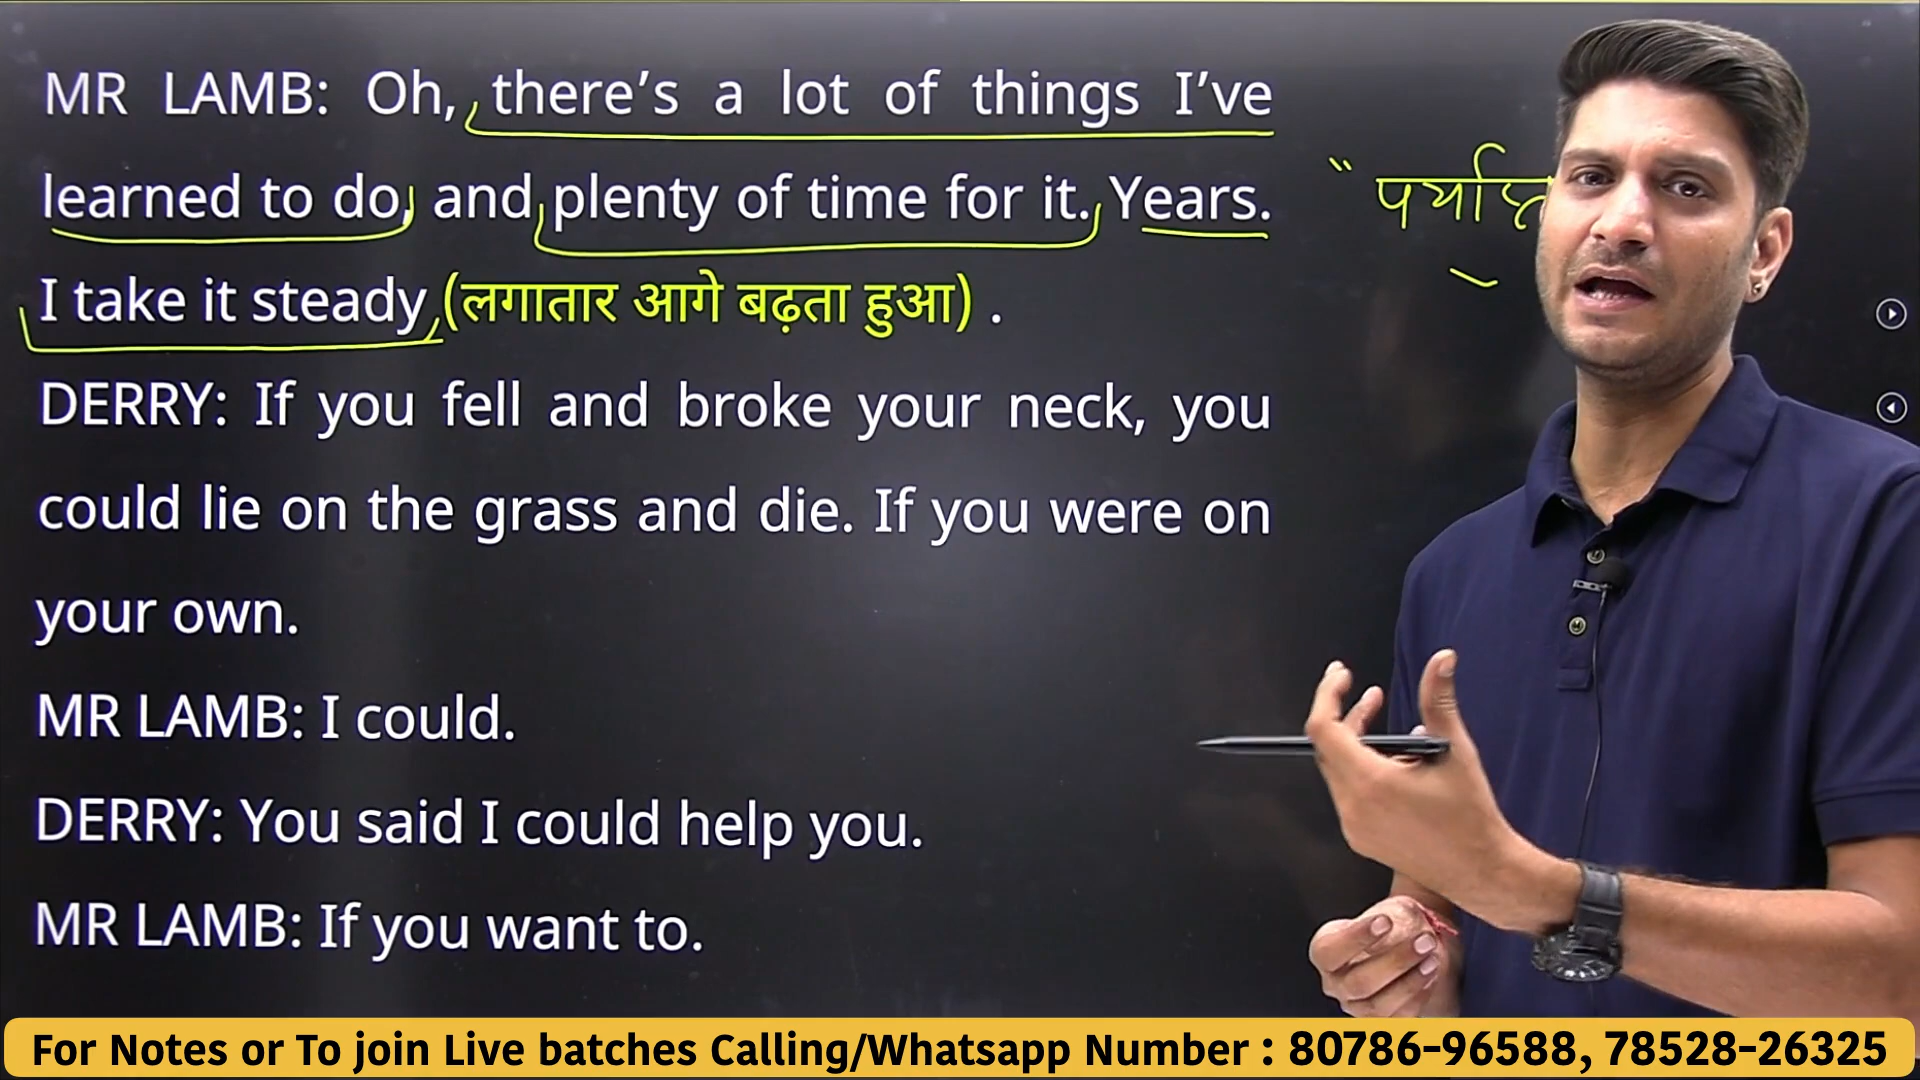 MR LAMB: Oh, there's a lot of things I've
learned to do, and plenty of time for it. Years.
I take it steady (लगातार आगे बढ़ता हुआ) .
DERRY: If you fell and broke your neck, you
could lie on the grass and die. If you were on
your own.
MR LAMB: I could.
DERRY: You said I could help you.
MR LAMB: If you want to.
For Notes or To join Live batches Calling/Whatsapp Number : 80786-96588, 78528-26325